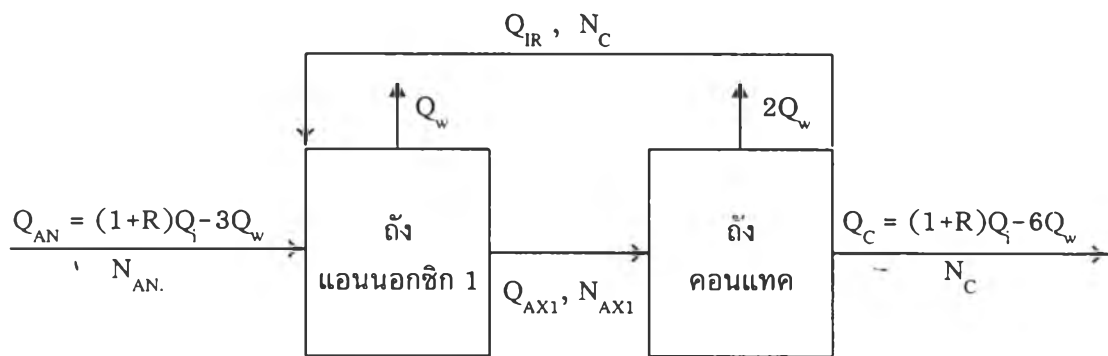 Q_IR , N_C
Q_w
2Q_w
Q_AN = (1+R)Q_i-3Q_w
N_AN.
ถัง
แอนนอกซิก 1
Q_AX1, N_AX1
ถัง
คอนแทค
Q_C = (1+R)Q_i-6Q_w
N_C